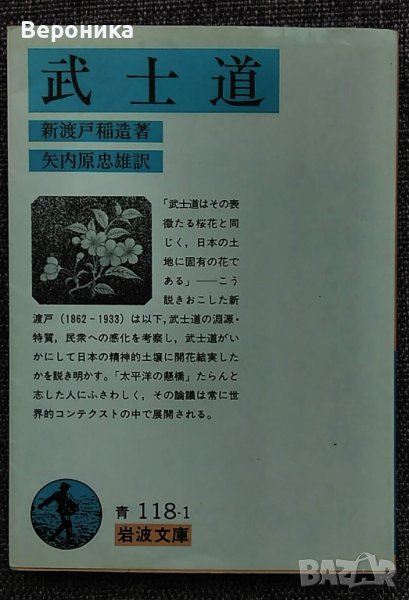 Вероника
武士道
新渡戸稲造著
矢内原忠雄訳
「武士道はその表
徴たる桜花と同
じく，日本の土
地に固有の花で
ある」――こう
説きおこした新
渡戸（1862－1933）は以下，武士道の淵源・
特質，民衆への感化を考察し，武士道がい
かにして日本の精神的土壌に開花結実した
かを説き明かす。「太平洋の懸橋」たらんと
志した人にふさわしく，その論議は常に世
界的コンテクストの中で展開される。
青 118-1
岩波文庫
BAZAR